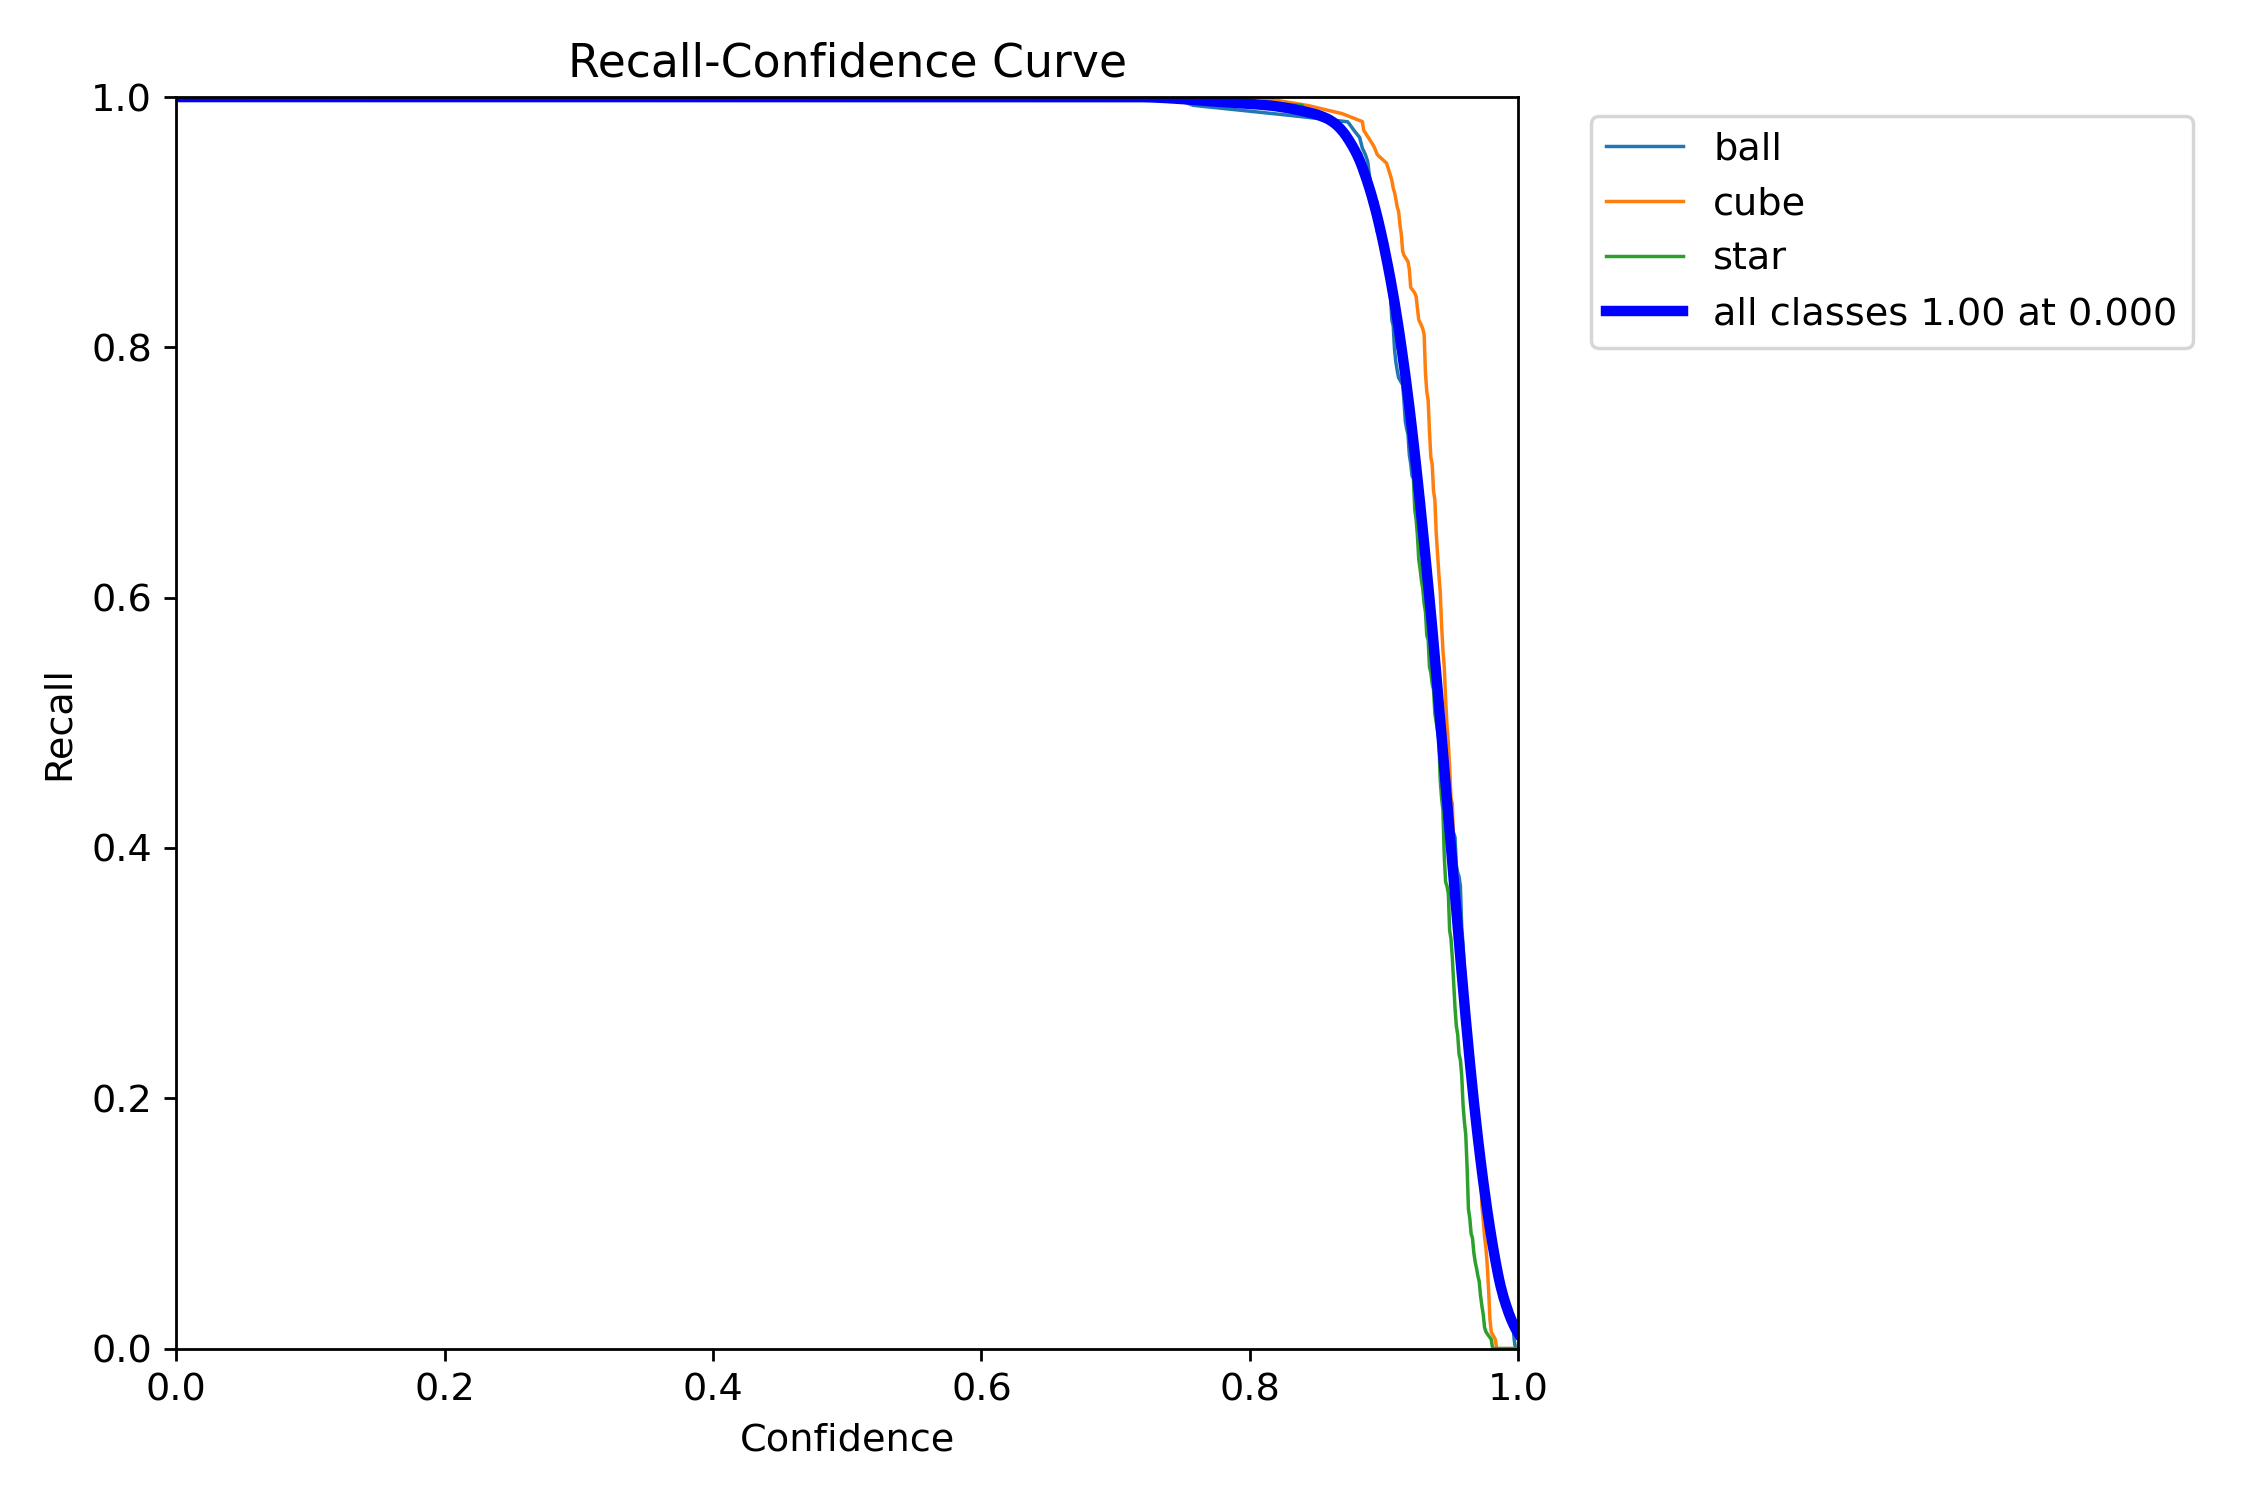 Recall-Confidence Curve
1.0
0.8
0.6
0.4
0.2
0.0
Recall
0.0 0.2 0.4 0.6 0.8 1.0
Confidence
ball
cube
star
all classes 1.00 at 0.000